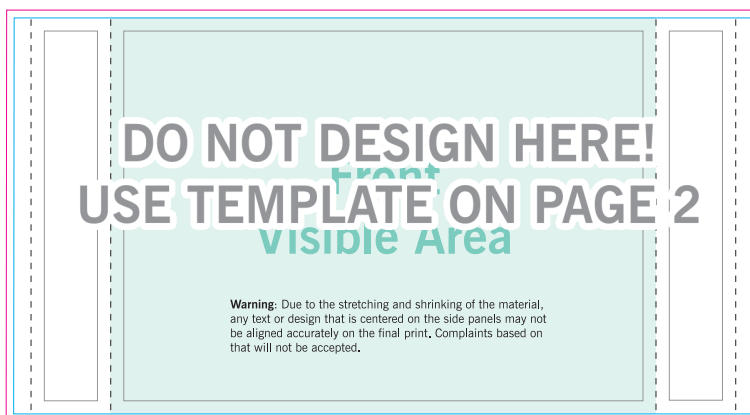 DO NOT DESIGN HERE!
Front
USE TEMPLATE ON PAGE 2
Visible Area
Warning: Due to the stretching and shrinking of the material,
any text or design that is centered on the side panels may not
be aligned accurately on the final print. Complaints based on
that will not be accepted.